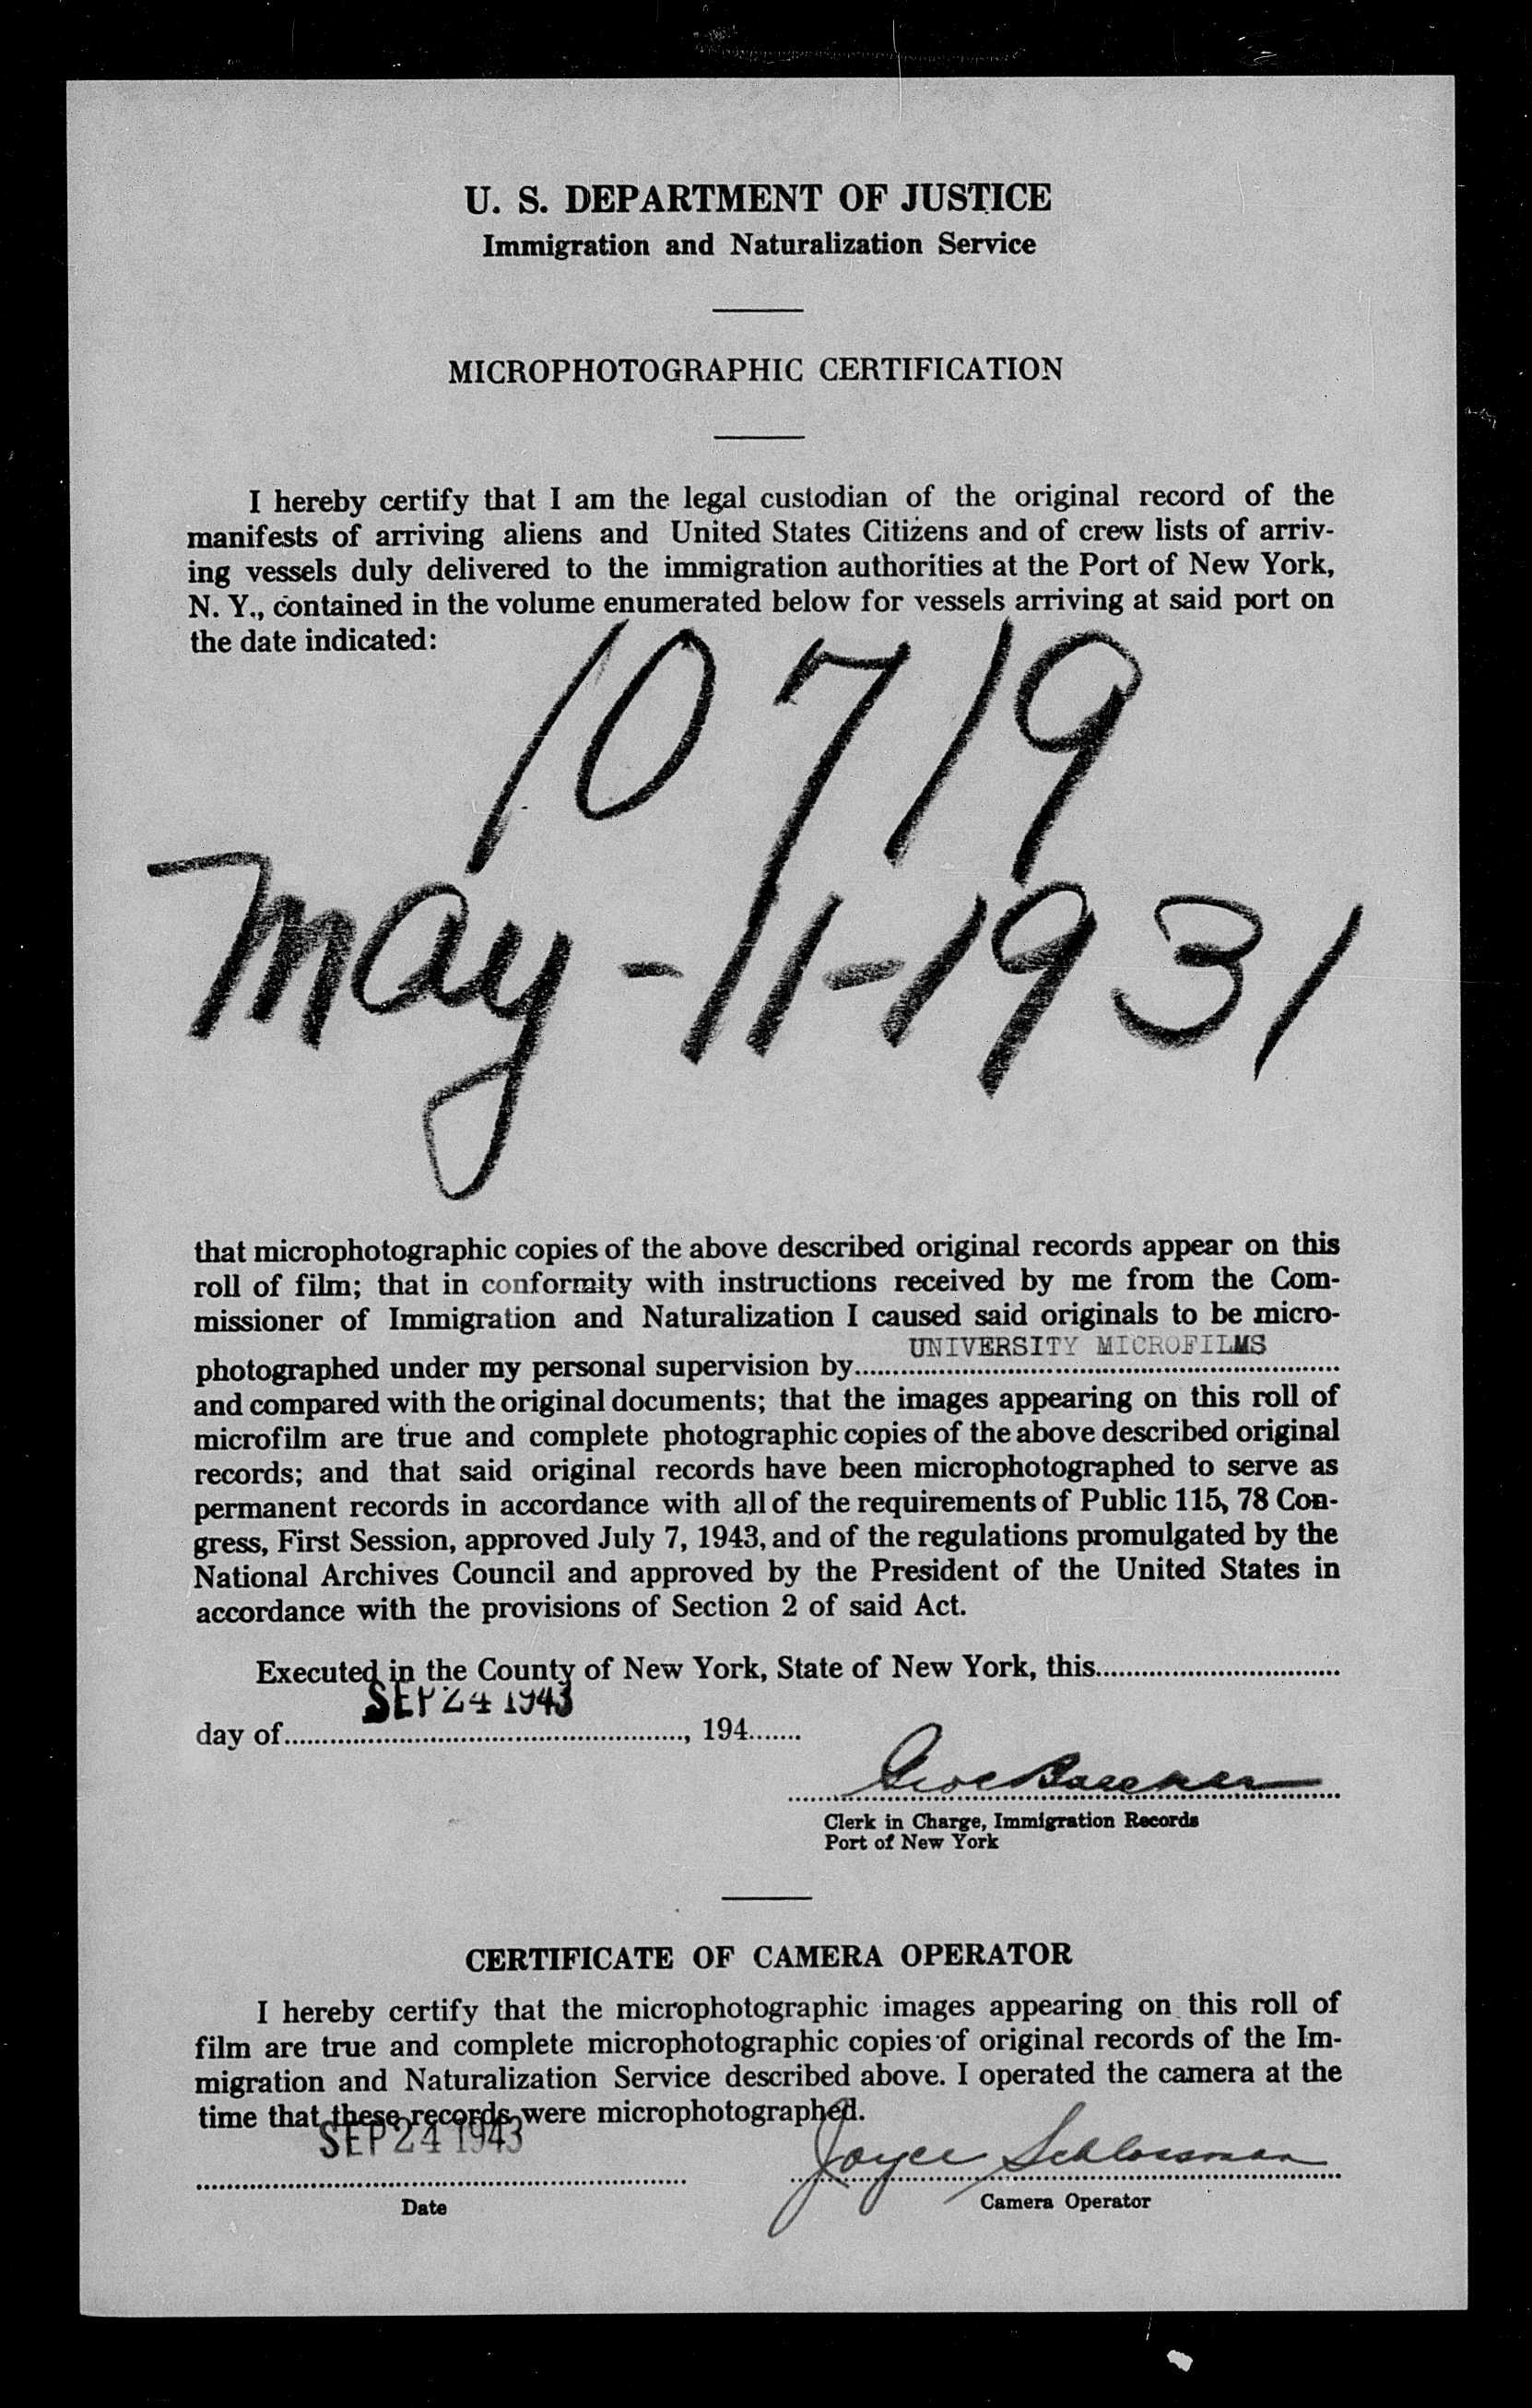 U. S. DEPARTMENT OF JUSTICE
Immigration and Naturalization Service
MICROPHOTOGRAPHIC CERTIFICATION
I hereby certify that I am the legal custodian of the original record of the
manifests of arriving aliens and United States Citizens and of crew lists of arriv-
ing vessels duly delivered to the immigration authorities at the Port of New York,
N. Y., contained in the volume enumerated below for vessels arriving at said port on
the date indicated:
10719
May-11-1931
that microphotographic copies of the above described original records appear on this
roll of film; that in conformity with instructions received by me from the Com-
missioner of Immigration and Naturalization I caused said originals to be micro-
UNIVERSITY MICROFILMS
photographed under my personal supervision by
and compared with the original documents; that the images appearing on this roll of
microfilm are true and complete photographic copies of the above described original
records; and that said original records have been microphotographed to serve as
permanent records in accordance with all of the requirements of Public 115, 78 Con-
gress, First Session, approved July 7, 1943, and of the regulations promulgated by the
National Archives Council and approved by the President of the United States in
accordance with the provisions of Section 2 of said Act.
Executed in the County of New York, State of New York, this
SEP 24 1943
day of, 194
Clerk in Charge, Immigration Records
Port of New York
CERTIFICATE OF CAMERA OPERATOR
I hereby certify that the microphotographic images appearing on this roll of
film are true and complete microphotographic copies of original records of the Im-
migration and Naturalization Service described above. I operated the camera at the
time that these records were microphotographed.
SEP 24 1943
Joyce Schlossman
Date
Camera Operator